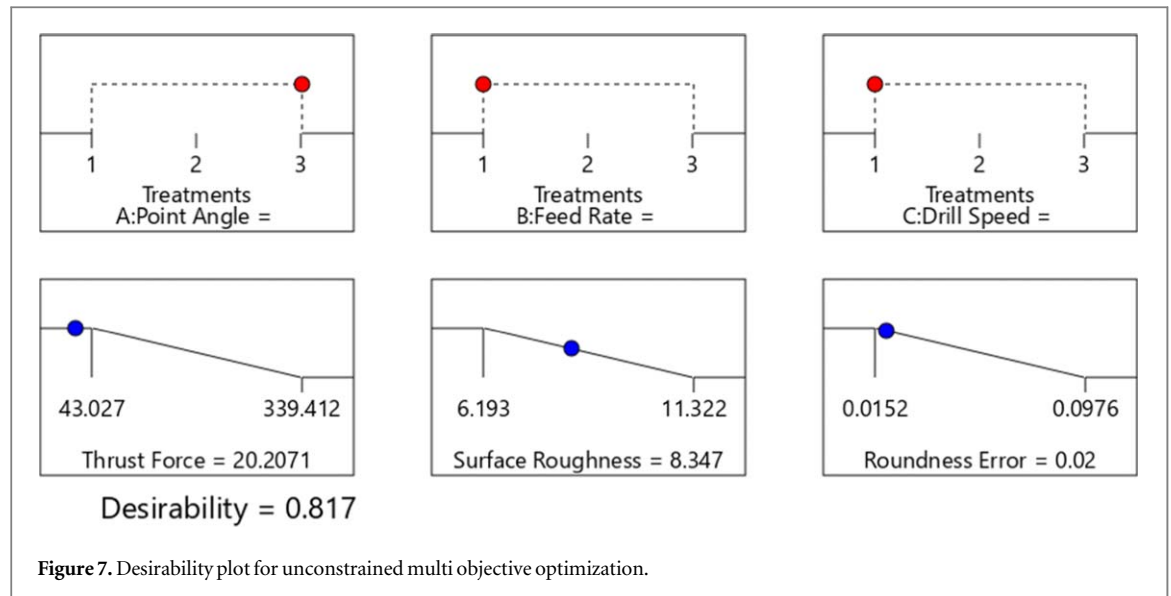 1 2 3
Treatments
A:Point Angle =
1 2 3
Treatments
B:Feed Rate =
1 2 3
Treatments
C:Drill Speed =
43.027 339.412
Thrust Force = 20.2071
6.193 11.322
Surface Roughness = 8.347
0.0152 0.0976
Roundness Error = 0.02
Desirability = 0.817
Figure 7. Desirability plot for unconstrained multi objective optimization.